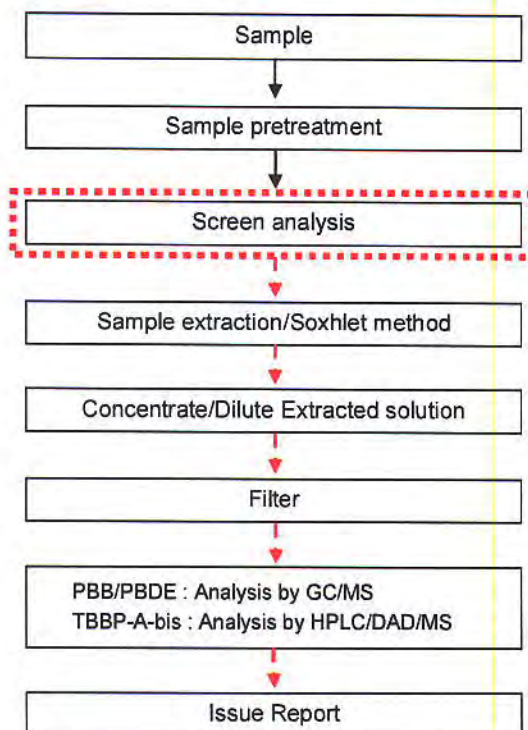 Sample
Sample pretreatment
Screen analysis
Sample extraction/Soxhlet method
Concentrate/Dilute Extracted solution
Filter
PBB/PBDE : Analysis by GC/MS
TBBP-A-bis : Analysis by HPLC/DAD/MS
Issue Report